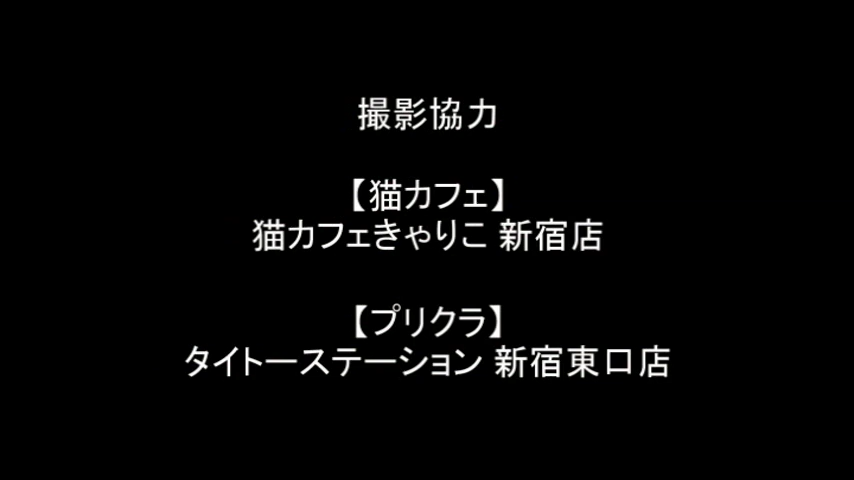 撮影協力
【猫カフェ】
猫カフェきゃりこ 新宿店
【プリクラ】
タイトーステーション 新宿東口店